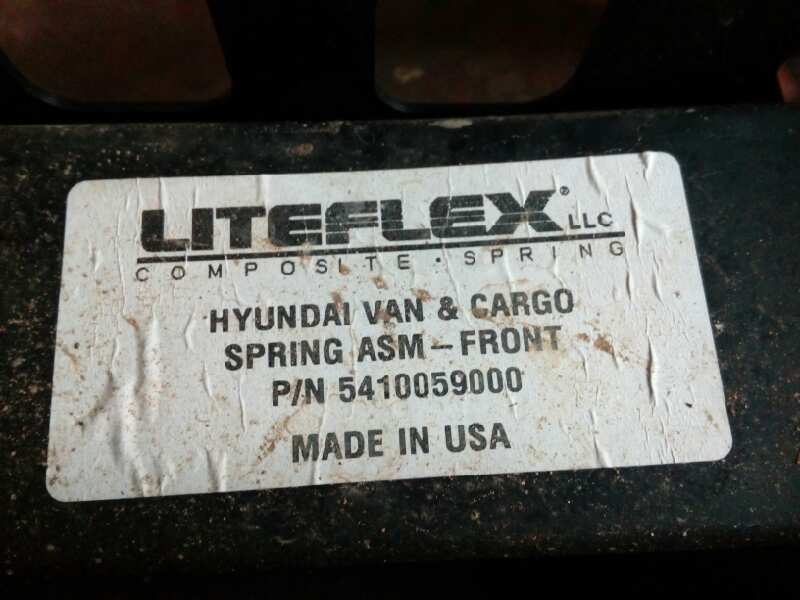 LITEFLEX® LLC
COMPOSITE · SPRING
HYUNDAI VAN & CARGO
SPRING ASM – FRONT
P/N 5410059000
MADE IN USA